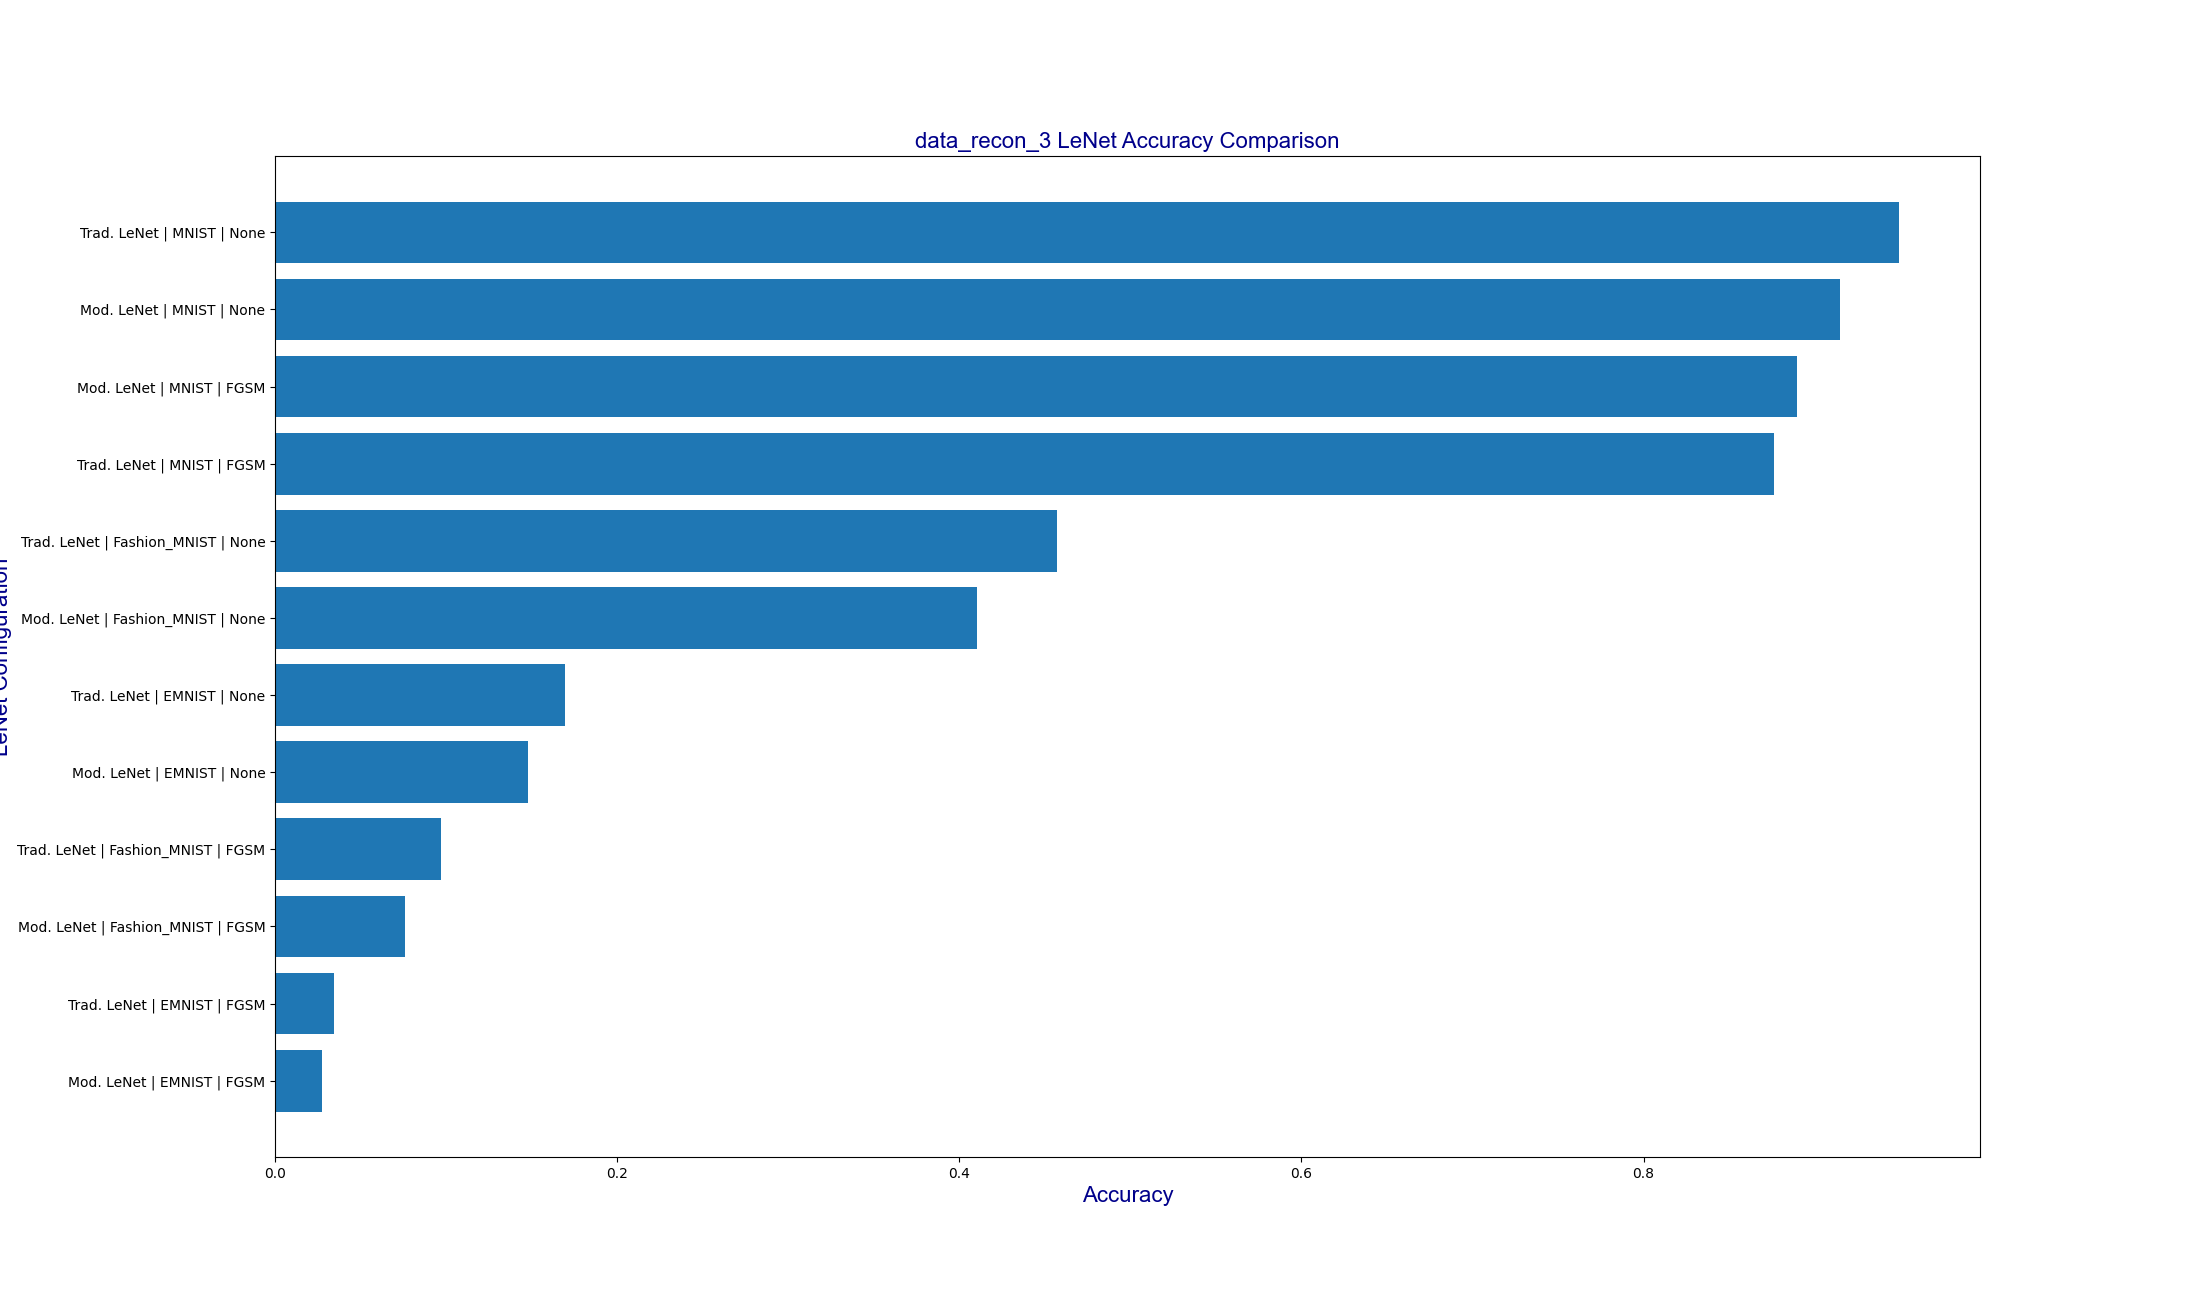 data_recon_3 LeNet Accuracy Comparison
Trad. LeNet | MNIST | None
Mod. LeNet | MNIST | None
Mod. LeNet | MNIST | FGSM
Trad. LeNet | MNIST | FGSM
Trad. LeNet | Fashion_MNIST | None
Mod. LeNet | Fashion_MNIST | None
Trad. LeNet | EMNIST | None
Mod. LeNet | EMNIST | None
Trad. LeNet | Fashion_MNIST | FGSM
Mod. LeNet | Fashion_MNIST | FGSM
Trad. LeNet | EMNIST | FGSM
Mod. LeNet | EMNIST | FGSM
LeNet Configuration
0.0 0.2 0.4 0.6 0.8
Accuracy